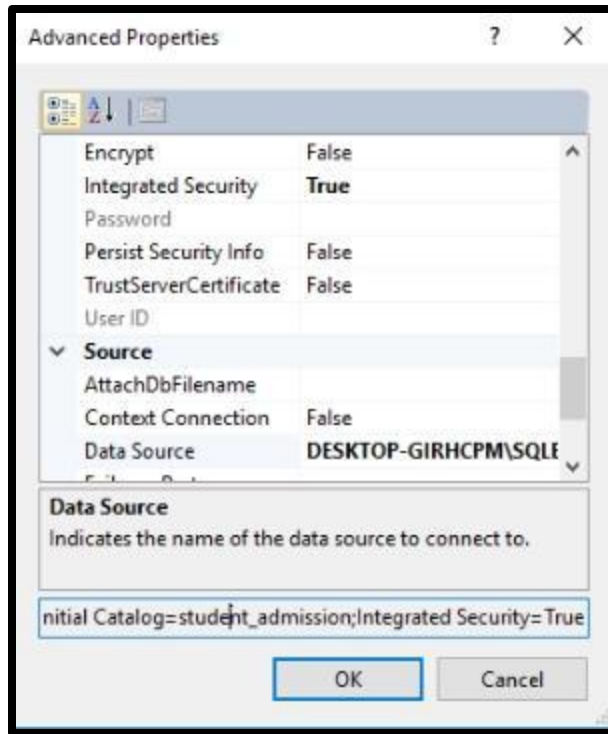 Advanced Properties ? ×
Encrypt False
Integrated Security True
Password
Persist Security Info False
TrustServerCertificate False
User ID
Source
AttachDbFilename
Context Connection False
Data Source DESKTOP-GIRHCPM\SQLE
Data Source
Indicates the name of the data source to connect to.
nitial Catalog=student_admission;Integrated Security=True
OK Cancel